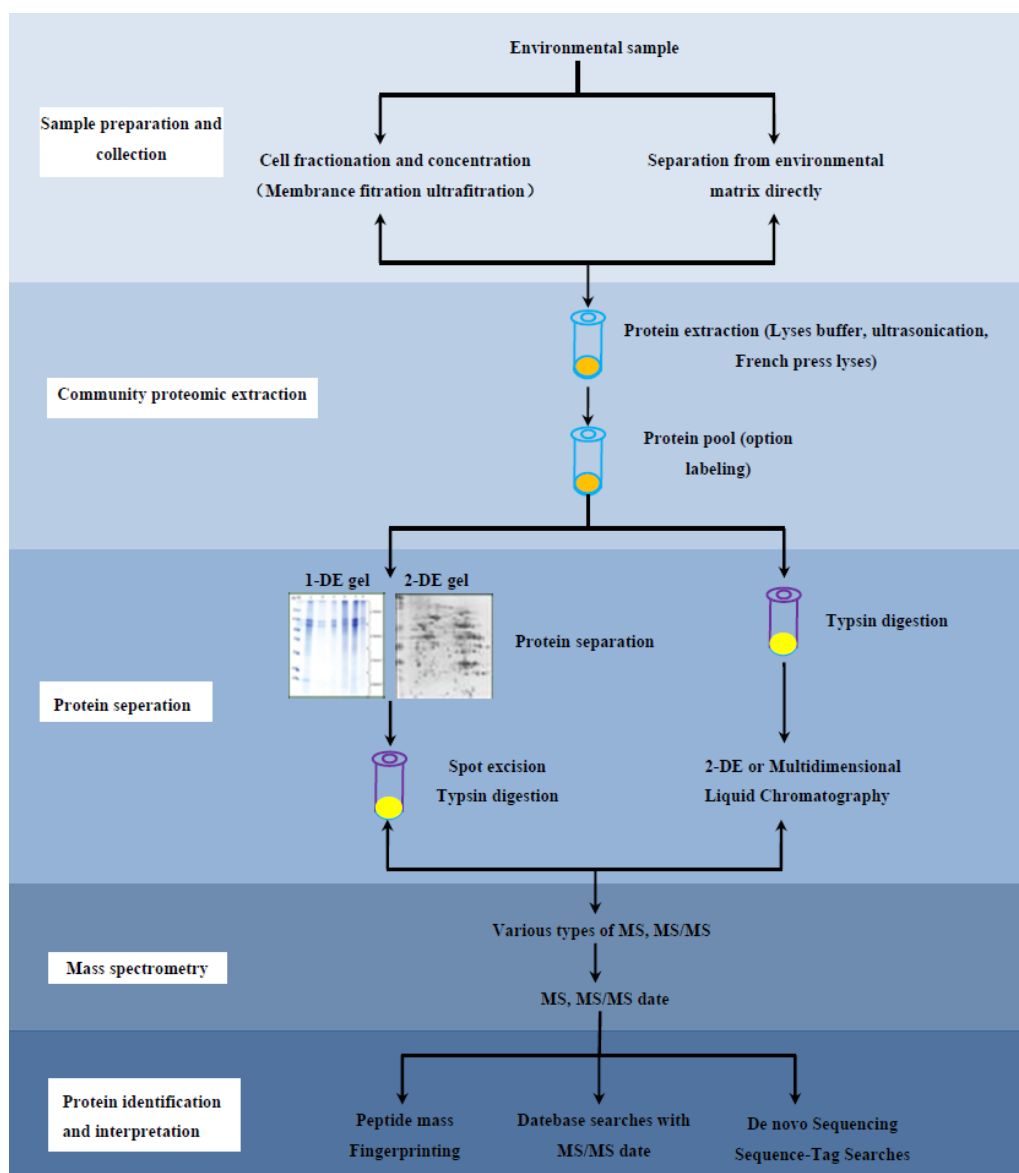 Environmental sample
Sample preparation and
collection
Cell fractionation and concentration
（Membrance fitration ultrafitration）
Separation from environmental
matrix directly
Protein extraction (Lyses buffer, ultrasonication,
French press lyses)
Community proteomic extraction
Protein pool (option
labeling)
1-DE gel
2-DE gel
Protein separation
Typsin digestion
Protein seperation
Spot excision
Typsin digestion
2-DE or Multidimensional
Liquid Chromatography
Various types of MS, MS/MS
Mass spectrometry
MS, MS/MS date
Protein identification
and interpretation
Peptide mass
Fingerprinting
Datebase searches with
MS/MS date
De novo Sequencing
Sequence-Tag Searches